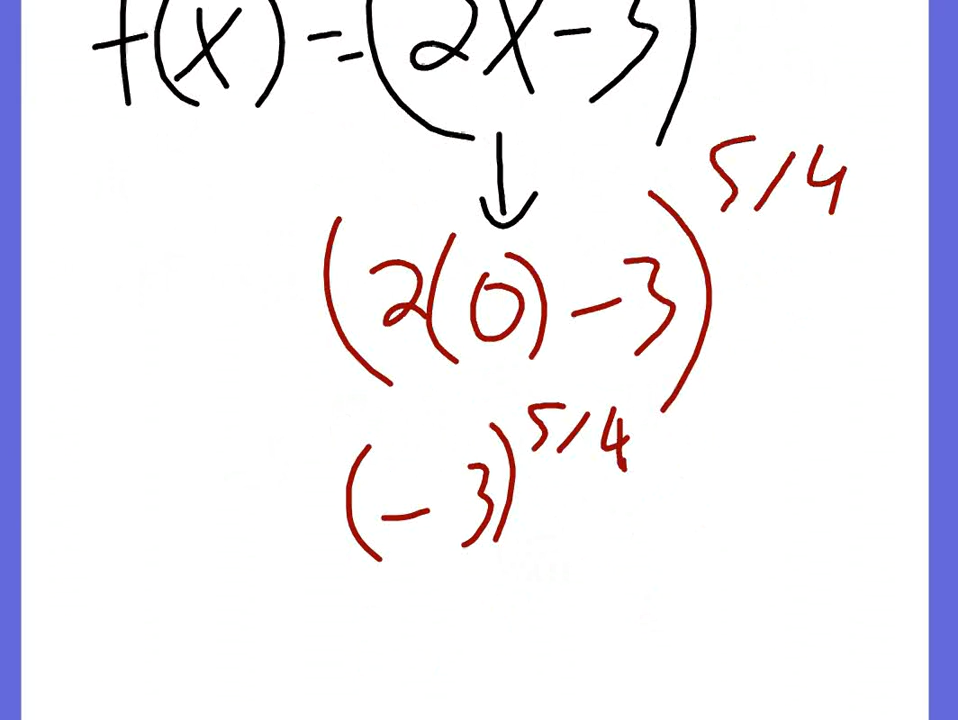 f(x) = (2x - 3)
(2(0) - 3)^5/4
(-3)^5/4